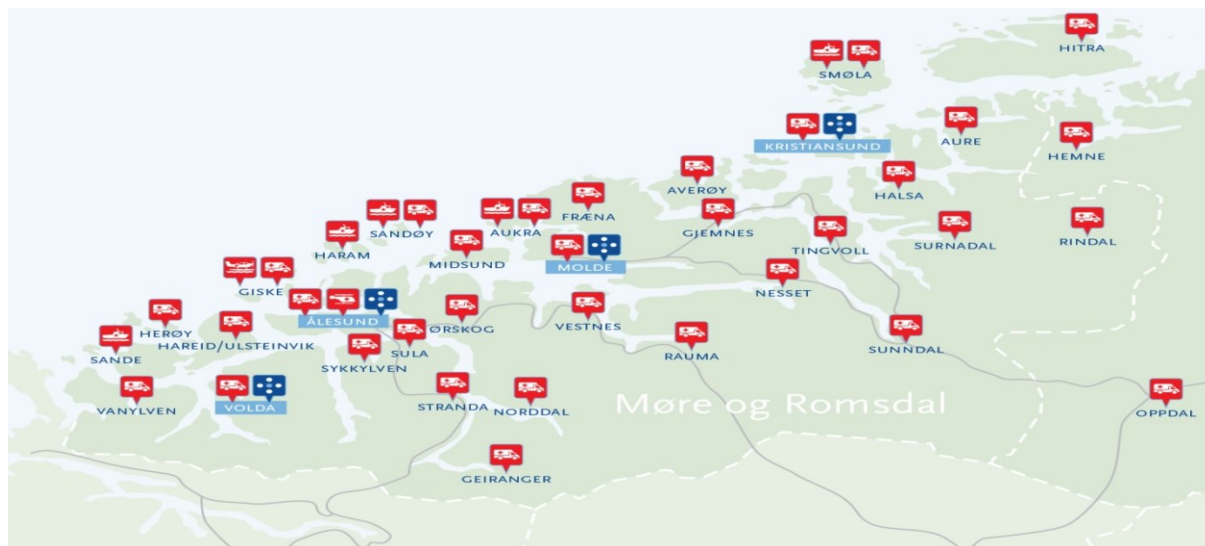 HITRA
SMØLA
AURE
KRISTIANSUND
HEMNE
AVERØY
HALSA
FRÆNA
SANDØY
AUKRA
GJEMNES
SURNADAL
RINDAL
TINGVOLL
HARAM
MIDSUND
MOLDE
GISKE
NESSET
ÅLESUND
HERØY
ØRSKOG
VESTNES
HAREID/ULSTEINVIK
SULA
SUNNDAL
SANDE
RAUMA
SYKKYLVEN
VOLDA
STRANDA
Møre og Romsdal
VANYLVEN
NORDDAL
OPPDAL
GEIRANGER